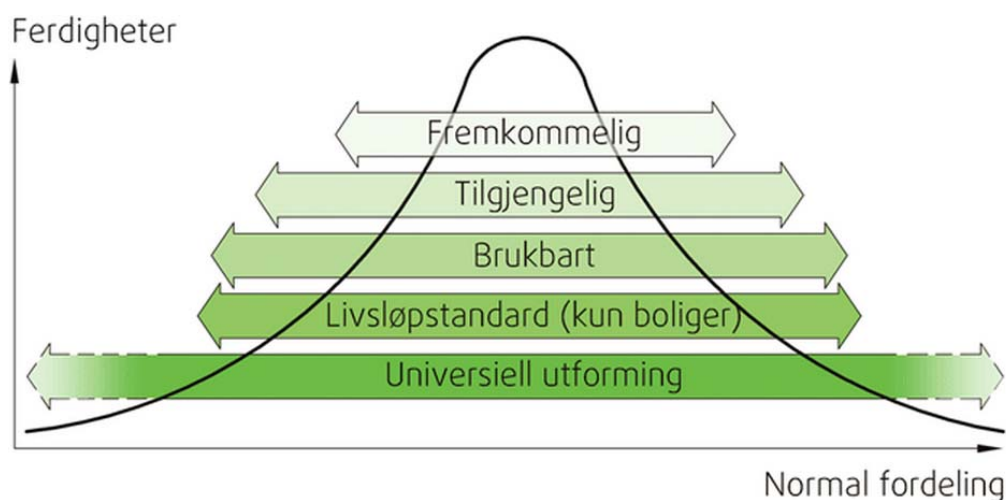 Ferdigheter
Fremkommelig
Tilgjengelig
Brukbart
Livsløpstandard (kun boliger)
Universiell utforming
Normal fordeling